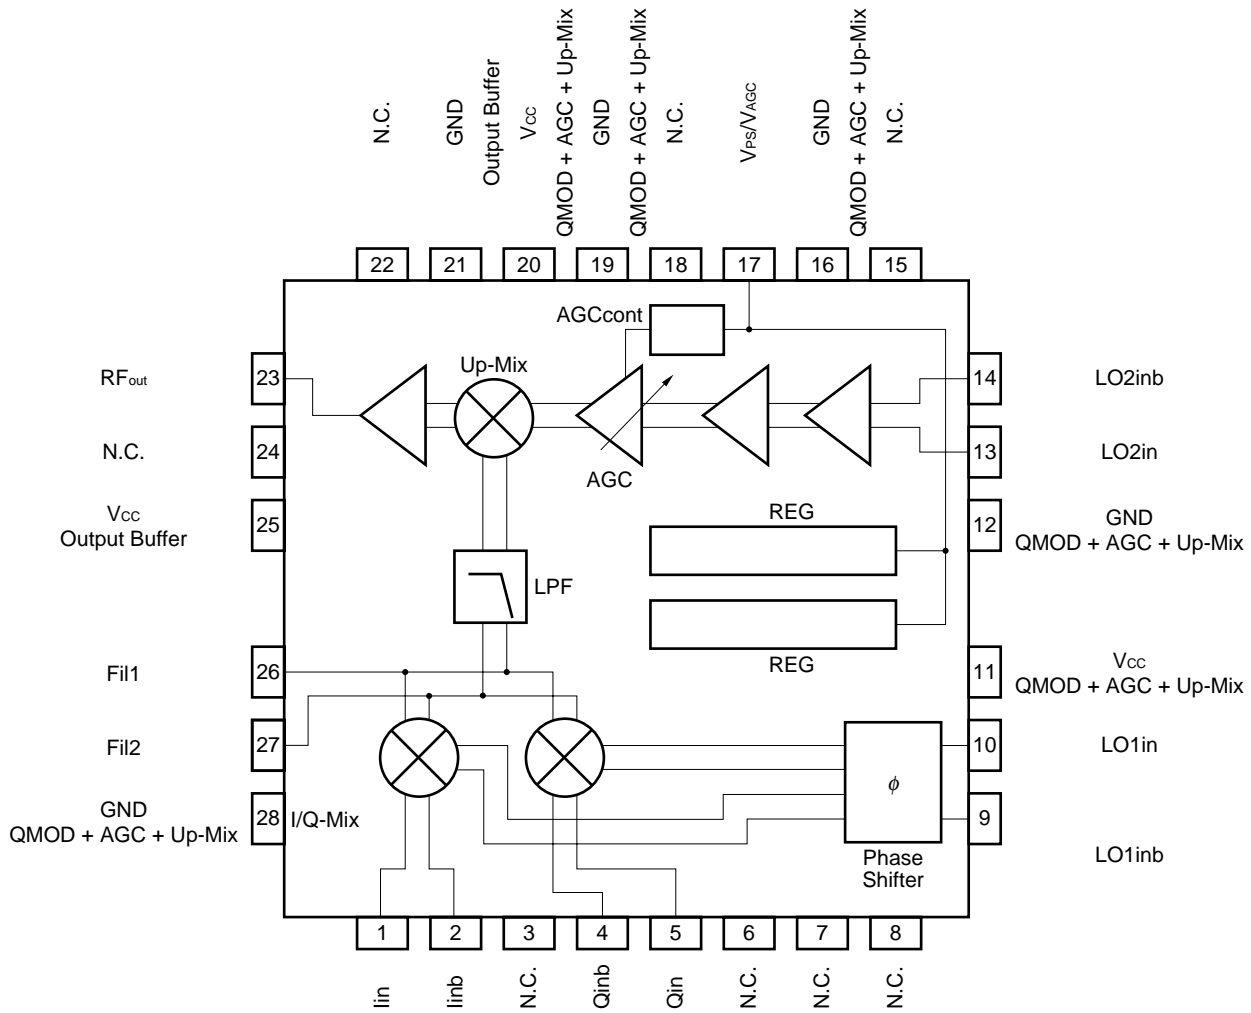 N.C.
GND
Output Buffer
VCC
QMOD + AGC + Up-Mix
GND
QMOD + AGC + Up-Mix
N.C.
VPS/VAGC
GND
QMOD + AGC + Up-Mix
N.C.
22
21
20
19
18
17
16
15
AGCcont
Up-Mix
AGC
RFout
23
14
LO2inb
N.C.
24
13
LO2in
VCC
Output Buffer
25
REG
12
GND
QMOD + AGC + Up-Mix
LPF
REG
Fil1
26
11
VCC
QMOD + AGC + Up-Mix
Fil2
27
10
LO1in
ϕ
GND
QMOD + AGC + Up-Mix
28
I/Q-Mix
9
LO1inb
Phase
Shifter
1
2
3
4
5
6
7
8
Iin
Iinb
N.C.
Qinb
Qin
N.C.
N.C.
N.C.